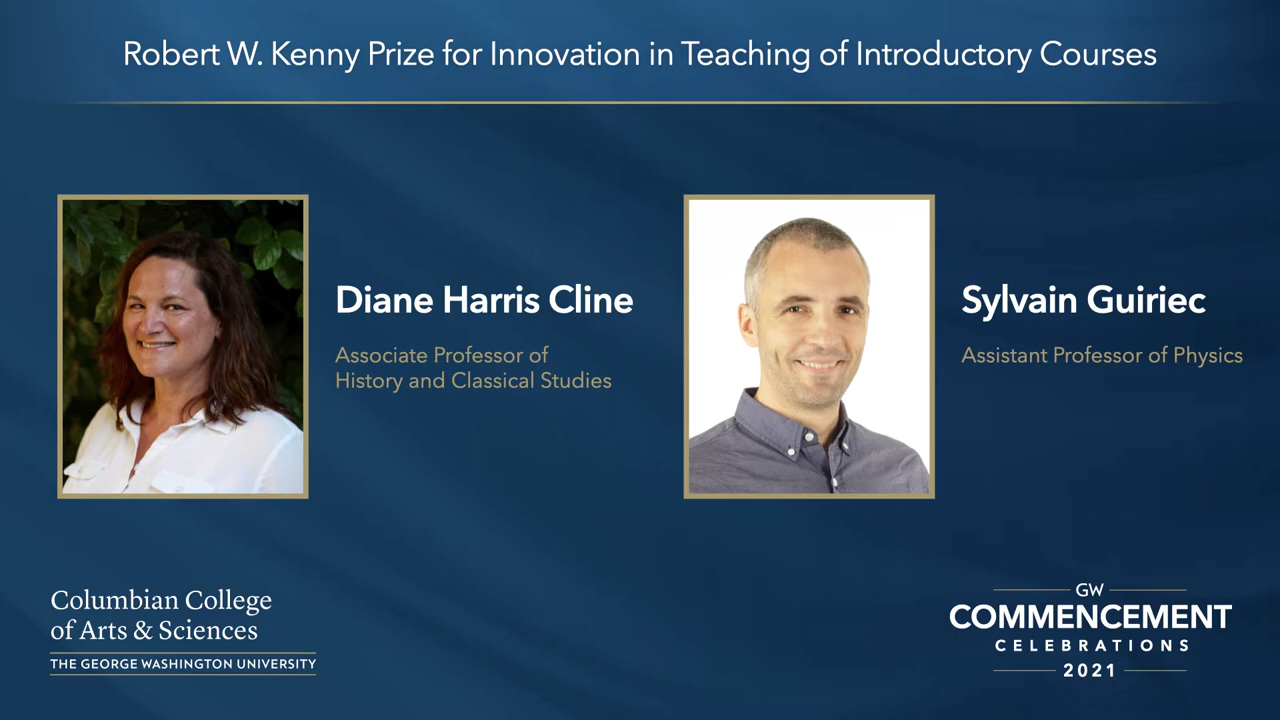 Robert W. Kenny Prize for Innovation in Teaching of Introductory Courses
Diane Harris Cline
Associate Professor of
History and Classical Studies
Sylvain Guiriec
Assistant Professor of Physics
Columbian College
of Arts & Sciences
THE GEORGE WASHINGTON UNIVERSITY
GW
COMMENCEMENT
CELEBRATIONS
2021